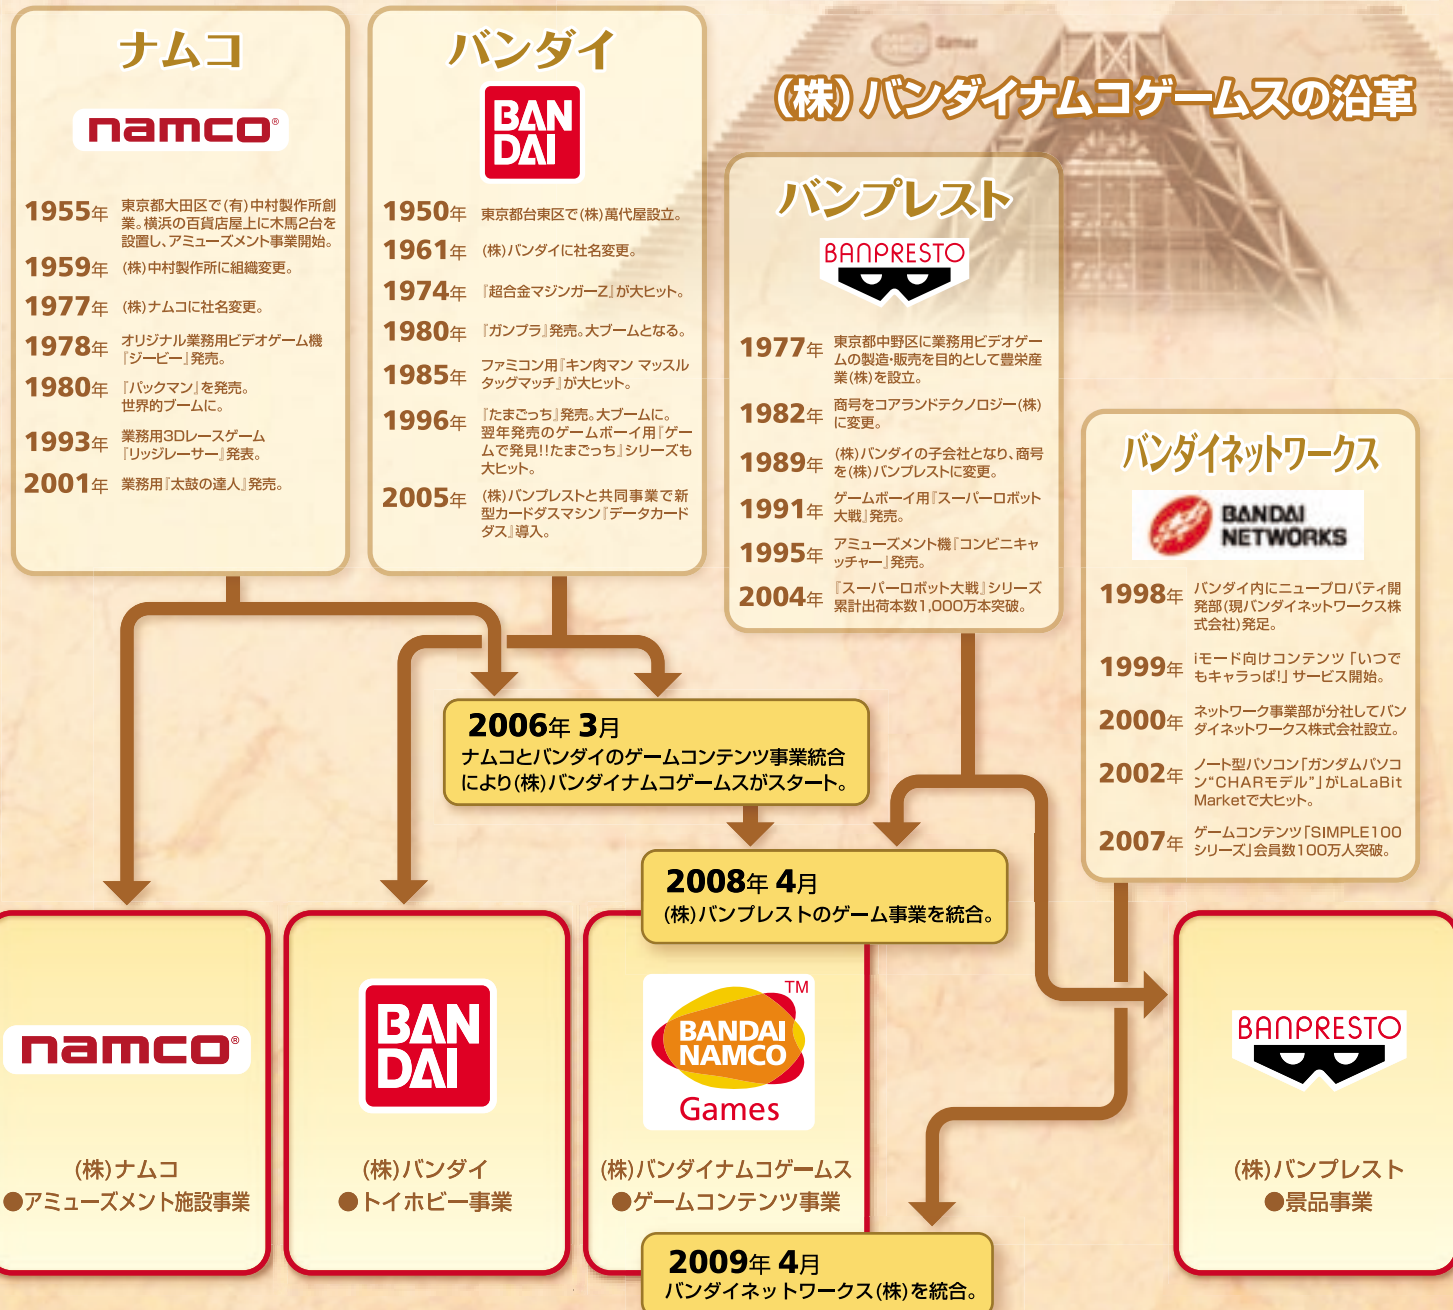 (株)バンダイナムコゲームスの沿革
ナムコ
namco®
1955年 東京都大田区で(有)中村製作所創
業。横浜の百貨店屋上に木馬2台を
設置し、アミューズメント事業開始。
1959年 (株)中村製作所に組織変更。
1977年 (株)ナムコに社名変更。
1978年 オリジナル業務用ビデオゲーム機
『ジービー』発売。
1980年 『パックマン』を発売。
世界的ブームに。
1993年 業務用3Dレースゲーム
『リッジレーサー』発表。
2001年 業務用『太鼓の達人』発売。
バンダイ
BAN
DAI
1950年 東京都台東区で(株)萬代屋設立。
1961年 (株)バンダイに社名変更。
1974年 『超合金マジンガーZ』が大ヒット。
1980年 『ガンプラ』発売。大ブームとなる。
1985年 ファミコン用『キン肉マン マッスル
タッグマッチ』が大ヒット。
1996年 『たまごっち』発売。大ブームに。
翌年発売のゲームボーイ用『ゲー
ムで発見!!たまごっち』シリーズも
大ヒット。
2005年 (株)バンプレストと共同事業で新
型カードダスマシン『データカード
ダス』導入。
バンプレスト
BANPRESTO
1977年 東京都中野区に業務用ビデオゲー
ムの製造・販売を目的として豊栄産
業(株)を設立。
1982年 商号をコアランドテクノロジー(株)
に変更。
1989年 (株)バンダイの子会社となり、商号
を(株)バンプレストに変更。
1991年 ゲームボーイ用『スーパーロボット
大戦』発売。
1995年 アミューズメント機『コンビニキャ
ッチャー』発売。
2004年 『スーパーロボット大戦』シリーズ
累計出荷本数1,000万本突破。
バンダイネットワークス
BANDAI
NETWORKS
1998年 バンダイ内にニュープロパティ開
発部(現バンダイネットワークス株
式会社)発足。
1999年 iモード向けコンテンツ「いつで
もキャラっぱ!」サービス開始。
2000年 ネットワーク事業部が分社してバン
ダイネットワークス株式会社設立。
2002年 ノート型パソコン「ガンダムパソコ
ン“CHARモデル”」がLaLaBit
Marketで大ヒット。
2007年 ゲームコンテンツ「SIMPLE100
シリーズ」会員数100万人突破。
2006年 3月
ナムコとバンダイのゲームコンテンツ事業統合
により(株)バンダイナムコゲームスがスタート。
2008年 4月
(株)バンプレストのゲーム事業を統合。
namco®
(株)ナムコ
●アミューズメント施設事業
BAN
DAI
(株)バンダイ
●トイホビー事業
TM
BANDAI
NAMCO
Games
(株)バンダイナムコゲームス
●ゲームコンテンツ事業
2009年 4月
バンダイネットワークス(株)を統合。
BANPRESTO
(株)バンプレスト
●景品事業